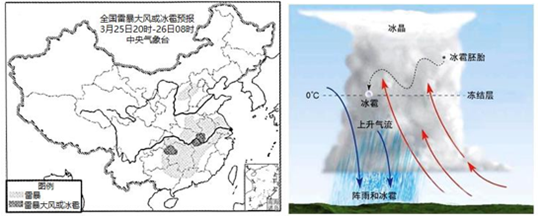 全国雷暴大风或冰雹预报
3月25日20时-26日08时
中央气象台
图例
雷暴
雷暴大风或冰雹
冰晶
冰雹胚胎
0℃
冰雹
冻结层
上升气流
阵雨和冰雹